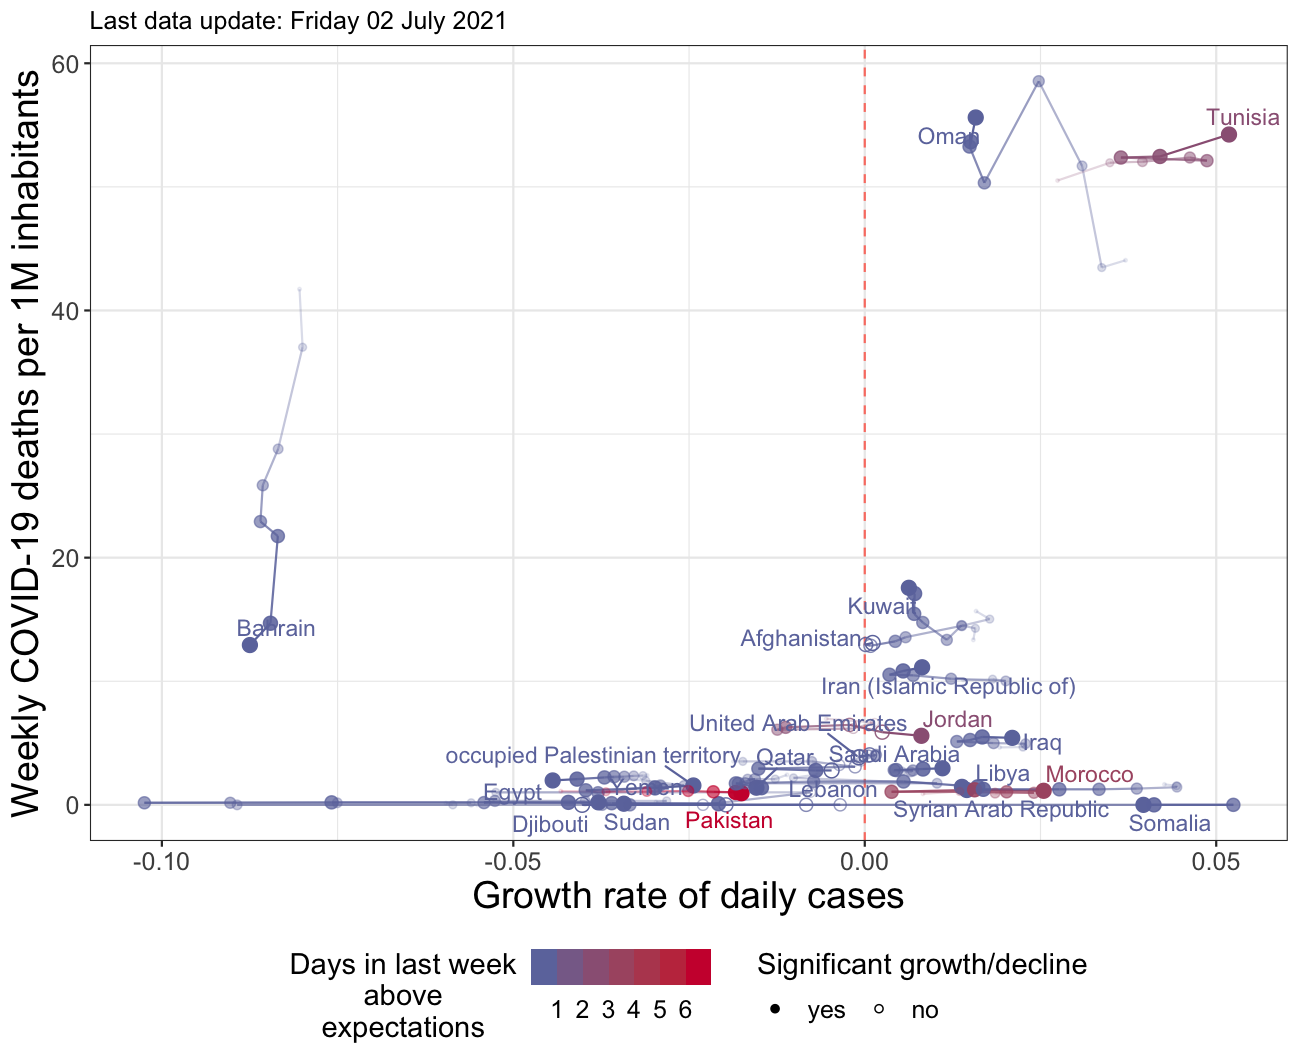 Last data update: Friday 02 July 2021
Weekly COVID-19 deaths per 1M inhabitants
60
40
20
0
Oman
Tunisia
Bahrain
Kuwait
Afghanistan
Iran (Islamic Republic of)
United Arab Emirates
Jordan
Iraq
occupied Palestinian territory
Qatar
Saudi Arabia
Libya
Morocco
Egypt
Yemen
Lebanon
Syrian Arab Republic
Djibouti
Sudan
Pakistan
Somalia
-0.10
-0.05
0.00
0.05
Growth rate of daily cases
Days in last week
above
expectations
1 2 3 4 5 6
Significant growth/decline
yes
no